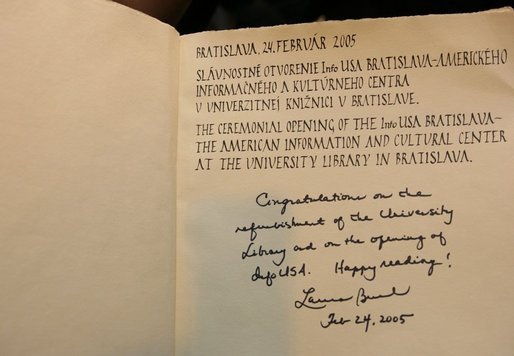 BRATISLAVA, 24. FEBRUÁR 2005
SLÁVNOSTNÉ OTVORENIE Info USA BRATISLAVA-AMERICKÉHO
INFORMAČNÉHO A KULTÚRNEHO CENTRA
V UNIVERZITNEJ KNIŽNICI V BRATISLAVE.
THE CEREMONIAL OPENING OF THE Info USA BRATISLAVA-
THE AMERICAN INFORMATION AND CULTURAL CENTER
AT THE UNIVERSITY LIBRARY IN BRATISLAVA.
Congratulations on the
refurbishment of the University
Library and on the opening of
InfoUSA. Happy reading!
Laura Bush
Feb 24, 2005